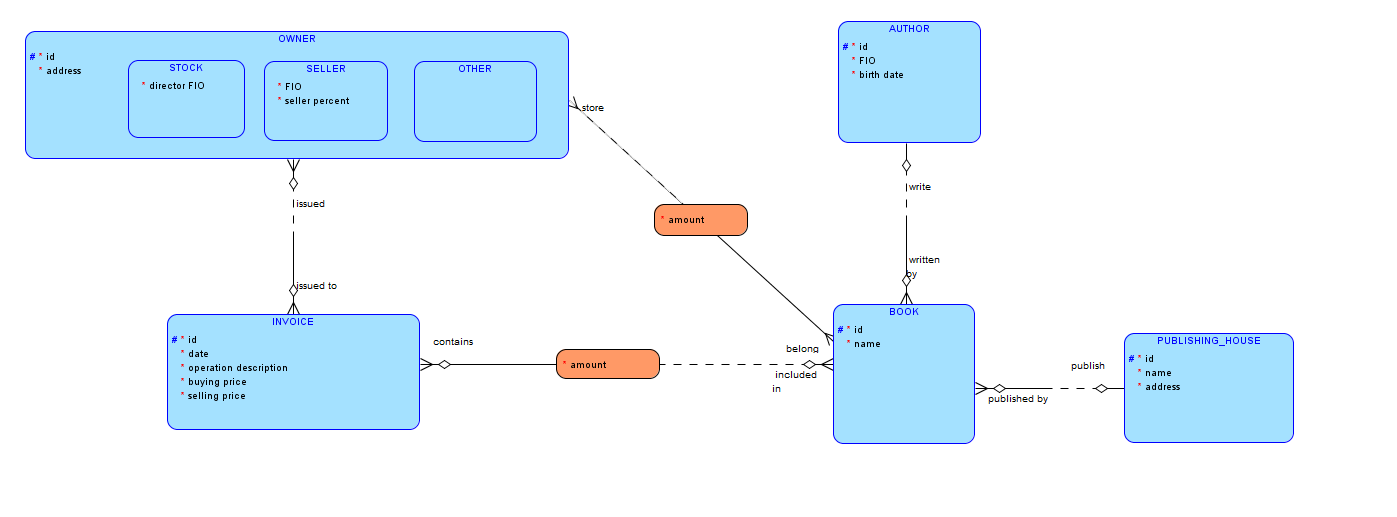 OWNER
# * id
* address
STOCK
* director FIO
SELLER
* FIO
* seller percent
OTHER
store
AUTHOR
# * id
* FIO
* birth date
issued
issued to
* amount
write
written
by
INVOICE
# * id
* date
* operation description
* buying price
* selling price
contains
* amount
belong
included
in
BOOK
# * id
* name
published by
publish
PUBLISHING_HOUSE
# * id
* name
* address